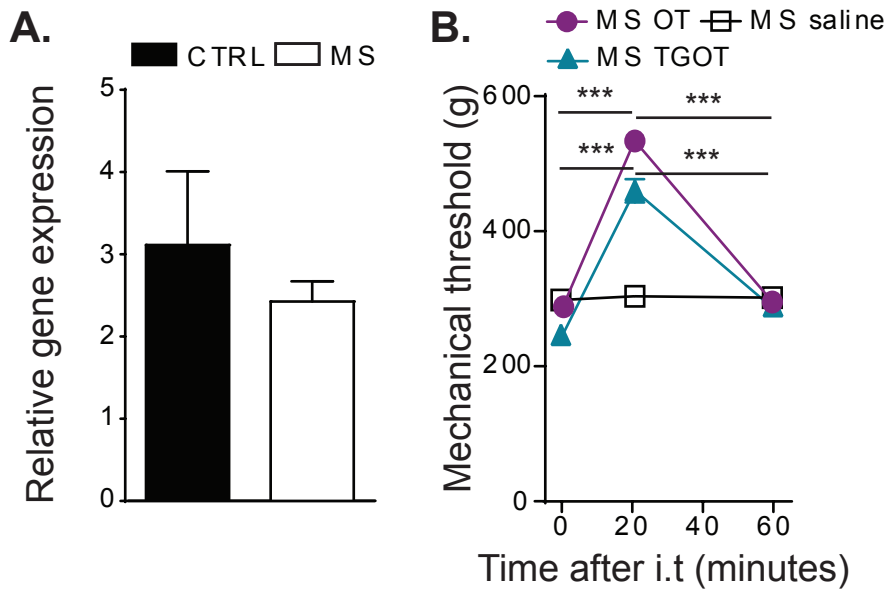 A.
CTRL MS
Relative gene expression
5
4
3
2
1
0
B.
MS OT MS saline
MS TGOT
Mechanical threshold (g)
600
400
200
0
*** ***
*** ***
0 20 40 60
Time after i.t (minutes)